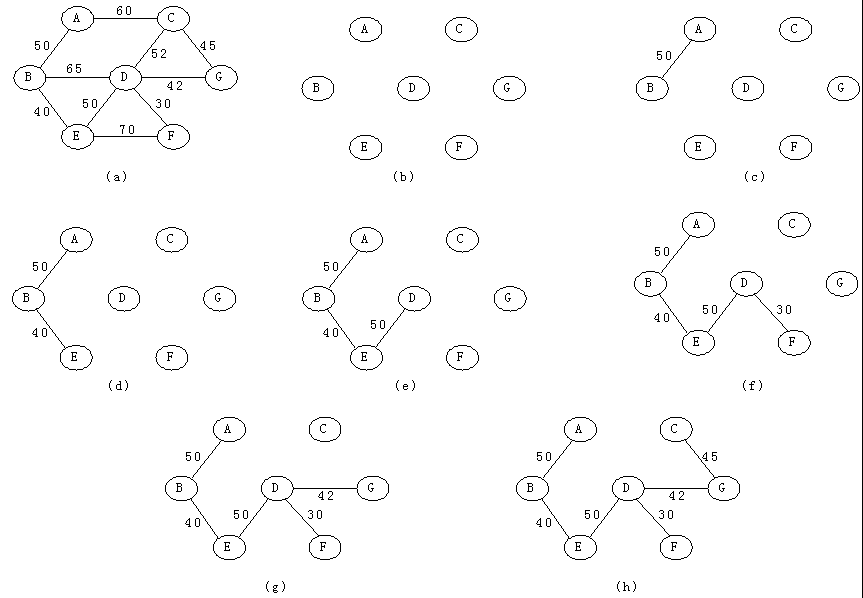 60
A C A C A C
50 52 45 50
B 65 D G B D G B D G
42
40 50 30
E 70 F E F E F
(a) (b) (c)
A C A C A C
50 50 50
B D G B D G B D G
40 40 50 40 50 30
E F E F E F
(d) (e) (f)
A C A C
50 50 45
B D G B D G
42 42
40 50 30 40 50 30
E F E F
(g) (h)